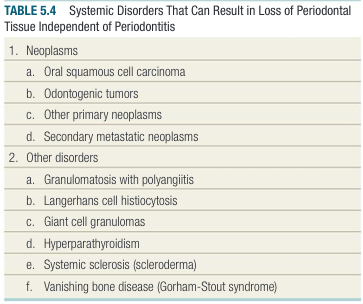 TABLE 5.4 Systemic Disorders That Can Result in Loss of Periodontal
Tissue Independent of Periodontitis
1. Neoplasms
a. Oral squamous cell carcinoma
b. Odontogenic tumors
c. Other primary neoplasms
d. Secondary metastatic neoplasms
2. Other disorders
a. Granulomatosis with polyangiitis
b. Langerhans cell histiocytosis
c. Giant cell granulomas
d. Hyperparathyroidism
e. Systemic sclerosis (scleroderma)
f. Vanishing bone disease (Gorham-Stout syndrome)